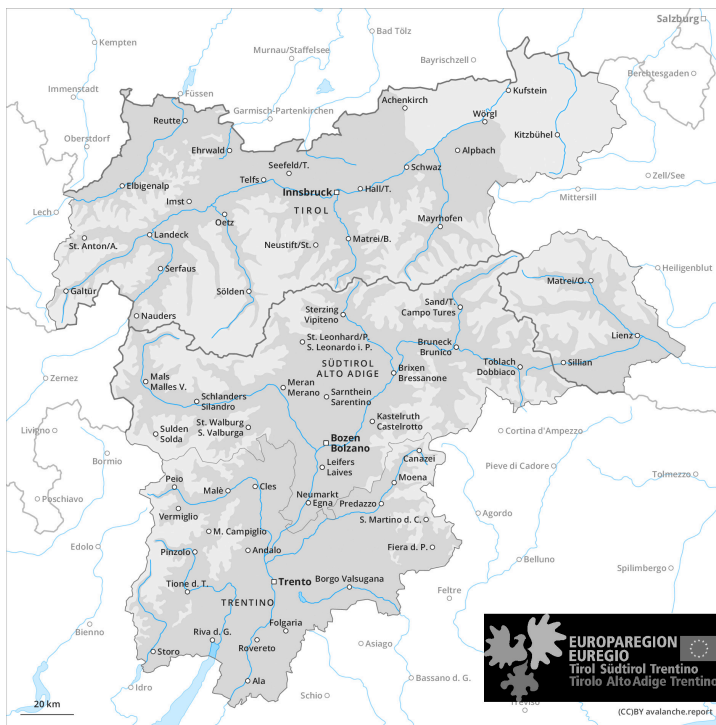 Salzburg
Kempten
Bad Tölz
Murnau/Staffelsee
Bayrischzell
Berchtesgaden
Immenstadt
Füssen
Kufstein
Achenkirch
Garmisch-Partenkirchen
Wörgl
Reutte
Oberstdorf
Kitzbühel
Ehrwald
Alpbach
Seefeld/T.
Schwaz
Telfs
Zell/See
Elbigenalp
Innsbruck
Hall/T.
Mittersill
Imst
TIROL
Lech
Oetz
Mayrhofen
St. Anton/A.
Landeck
Neustift/St.
Matrei/B.
Serfaus
Heiligenblut
Matrei/O.
Galtür
Sölden
Sand/T.
Campo Tures
Nauders
Sterzing
Vipiteno
Lienz
St. Leonhard/P.
S. Leonardo i. P.
Bruneck
Brunico
SÜDTIROL
ALTO ADIGE
Toblach
Dobbiaco
Sillian
Brixen
Bressanone
Zernez
Mals
Malles V.
Meran
Merano
Sarnthein
Sarentino
Schlanders
Silandro
Kastelruth
Castelrotto
St. Walburg
S. Valburga
Livigno
Sulden
Solda
Cortina d'Ampezzo
Bozen
Bolzano
Bormio
Canazei
Leifers
Laives
Pieve di Cadore
Tolmezzo
Moena
Peio
Malè
Cles
Neumarkt
Egna
Predazzo
Poschiavo
Vermiglio
Agordo
S. Martino d. C.
M. Campiglio
Edolo
Pinzolo
Andalo
Fiera d. P.
Belluno
Spilimbergo
Tione d. T.
Trento
Borgo Valsugana
Feltre
TRENTINO
Folgaria
Bienno
Riva d. G.
Rovereto
Asiago
Storo
Ala
Idro
Schio
Bassano d. G.
EUROPAREGION
EUREGIO
Tirol Südtirol Trentino
Tirolo Alto Adige Trentino
Treviso
20 km
(CC)BY avalanche.report